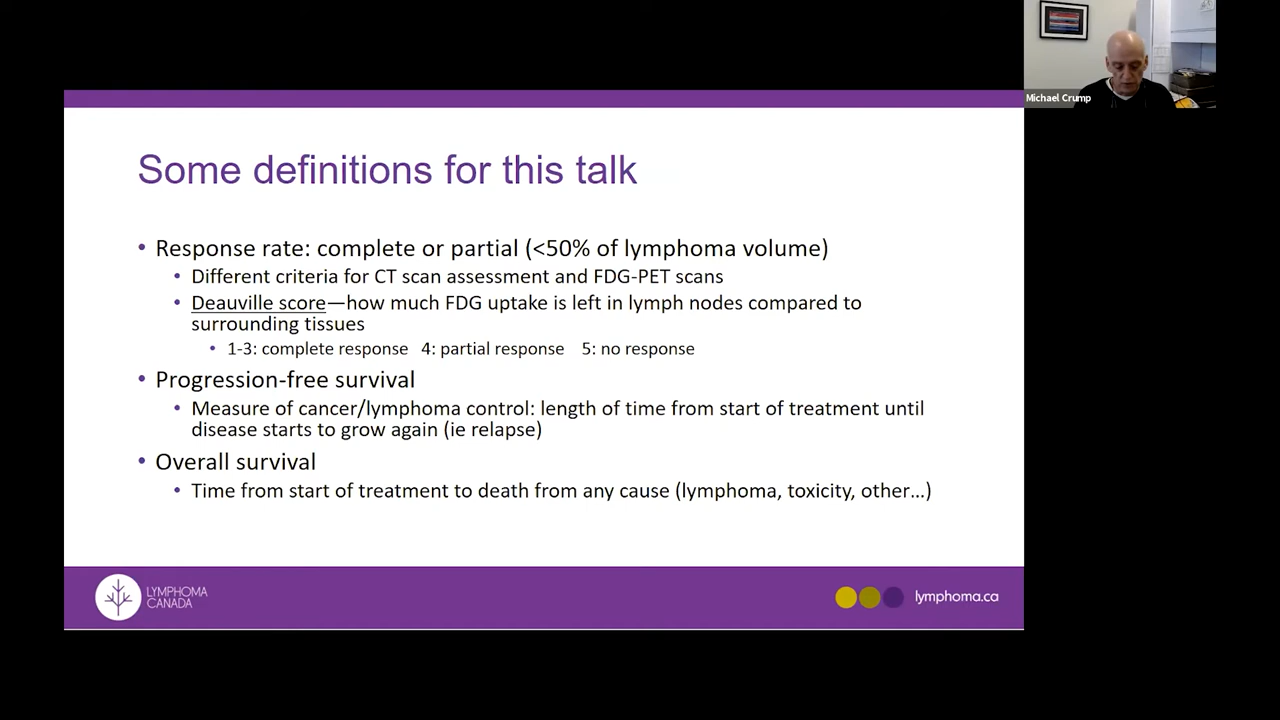 Michael Crump
Some definitions for this talk
• Response rate: complete or partial (<50% of lymphoma volume)
• Different criteria for CT scan assessment and FDG-PET scans
• Deauville score—how much FDG uptake is left in lymph nodes compared to
surrounding tissues
• 1-3: complete response 4: partial response 5: no response
• Progression-free survival
• Measure of cancer/lymphoma control: length of time from start of treatment until
disease starts to grow again (ie relapse)
• Overall survival
• Time from start of treatment to death from any cause (lymphoma, toxicity, other…)
LYMPHOMA
CANADA
lymphoma.ca